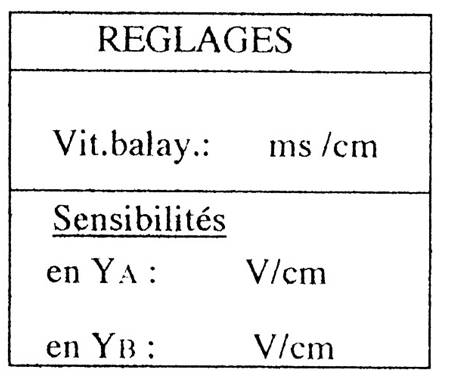 REGLAGES
Vit.balay.: ms /cm
Sensibilités
en YA : V/cm
en YB : V/cm